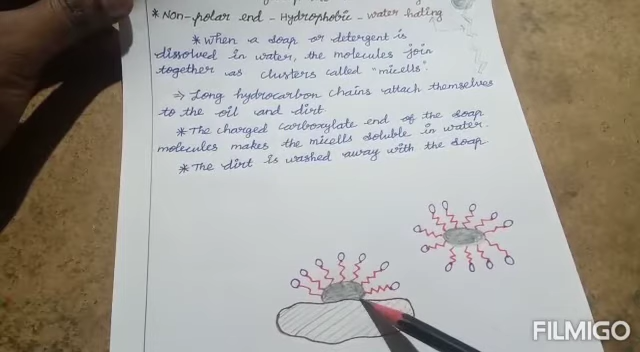 * Non-polar end - Hydrophobic - water hating
* When a soap or detergent is
dissolved in water, the molecules join
together as clusters called "micells".
⇒ Long hydrocarbon chains attach themselves
to the oil and dirt.
* The charged carboxylate end of the soap
molecules makes the micells soluble in water.
* The dirt is washed away with the soap
FILMIGO